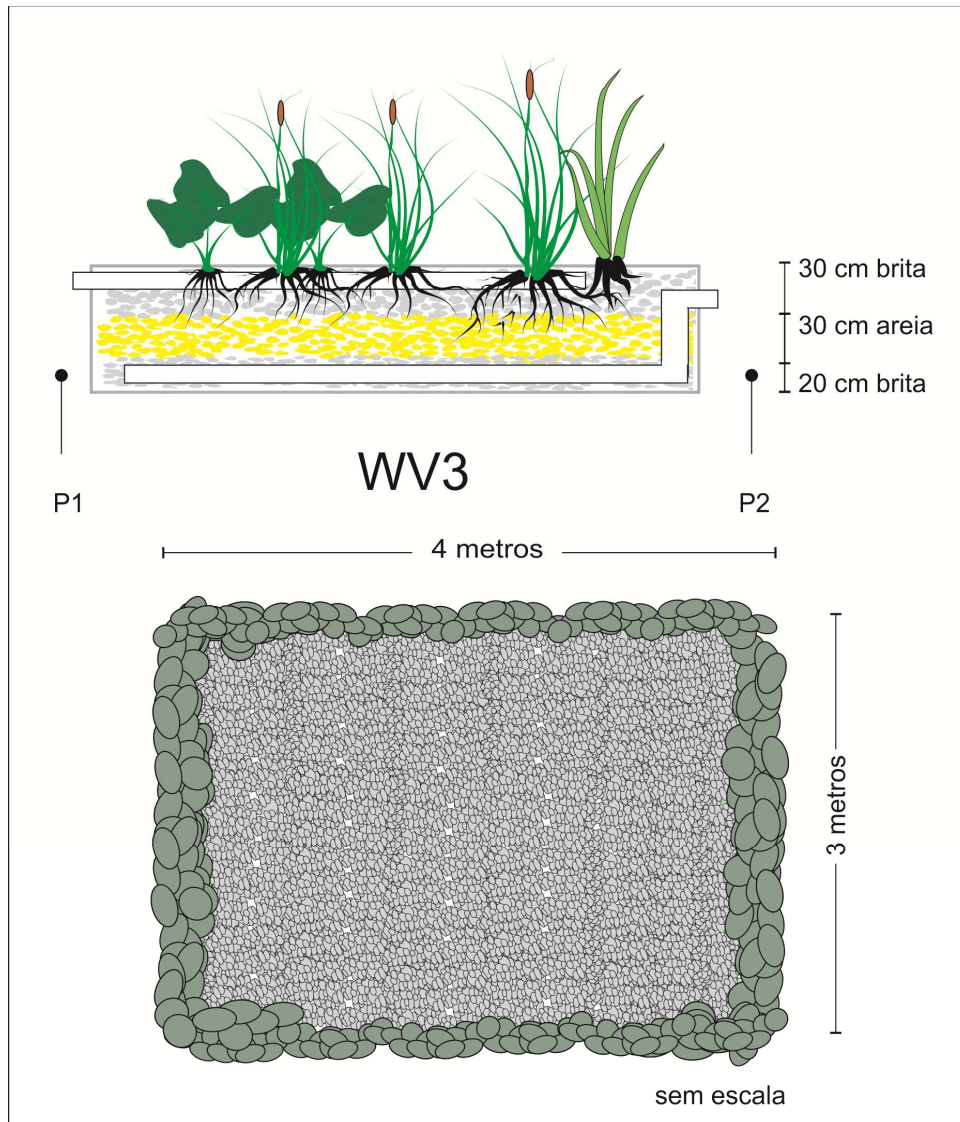 30 cm brita
30 cm areia
20 cm brita
WV3
P1
P2
4 metros
3 metros
sem escala